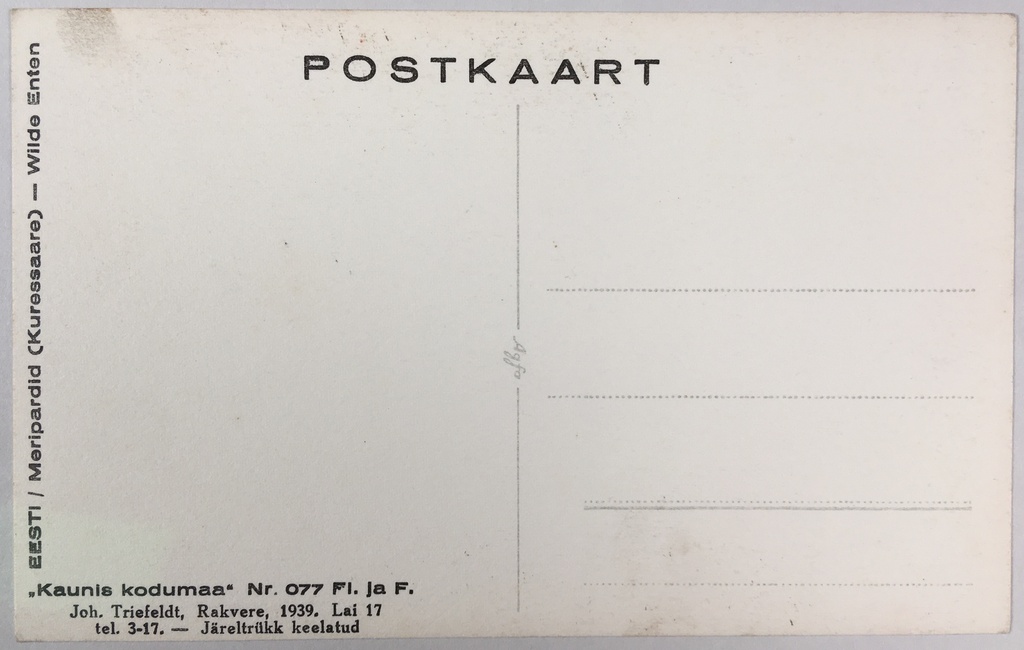 POSTKAART
EESTI / Meripardid (Kuressaare) — Wilde Enten
Agfa
„Kaunis kodumaa“ Nr. 077 Fl. ja F.
Joh. Triefeldt, Rakvere, 1939. Lai 17
tel. 3-17. — Järeltrükk keelatud